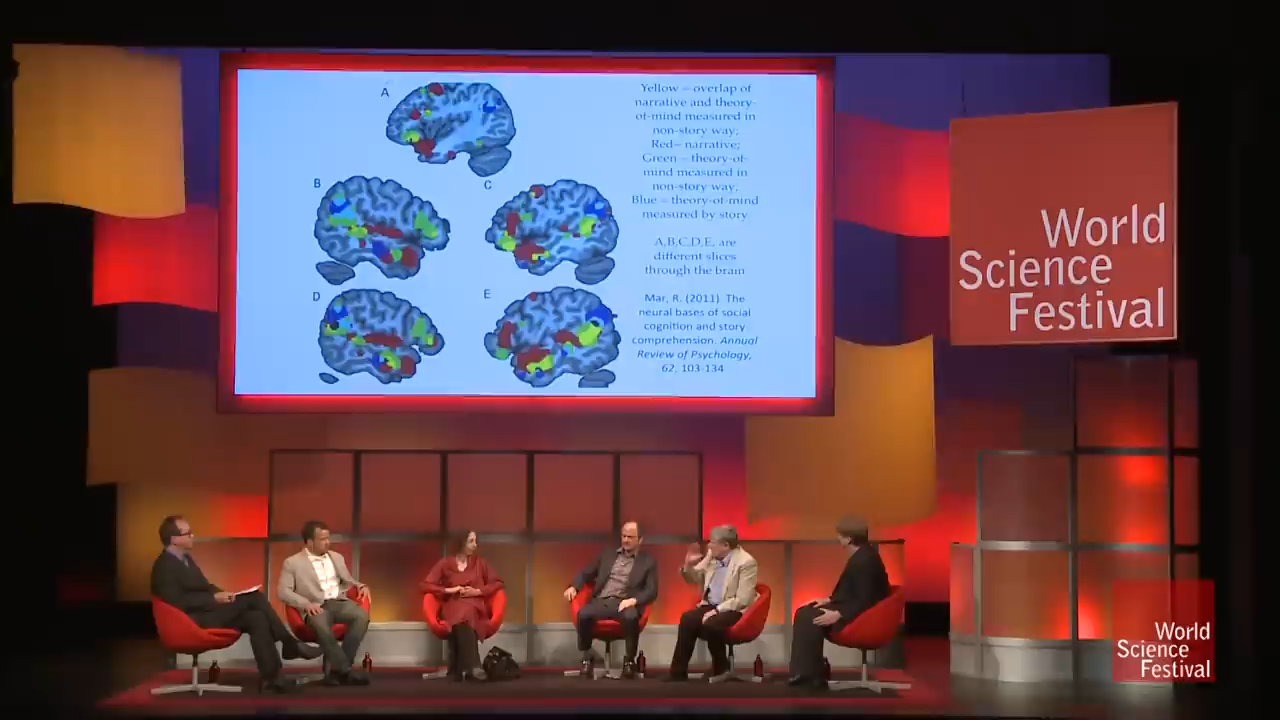 A
B
C
D
E
Yellow = overlap of
narrative and theory-
of-mind measured in
non-story way;
Red= narrative;
Green = theory-of-
mind measured in
non-story way;
Blue = theory-of-mind
measured by story
A,B,C,D,E, are
different slices
through the brain
Mar, R. (2011). The
neural bases of social
cognition and story
comprehension. Annual
Review of Psychology,
62, 103-134
World
Science
Festival
World
Science
Festival